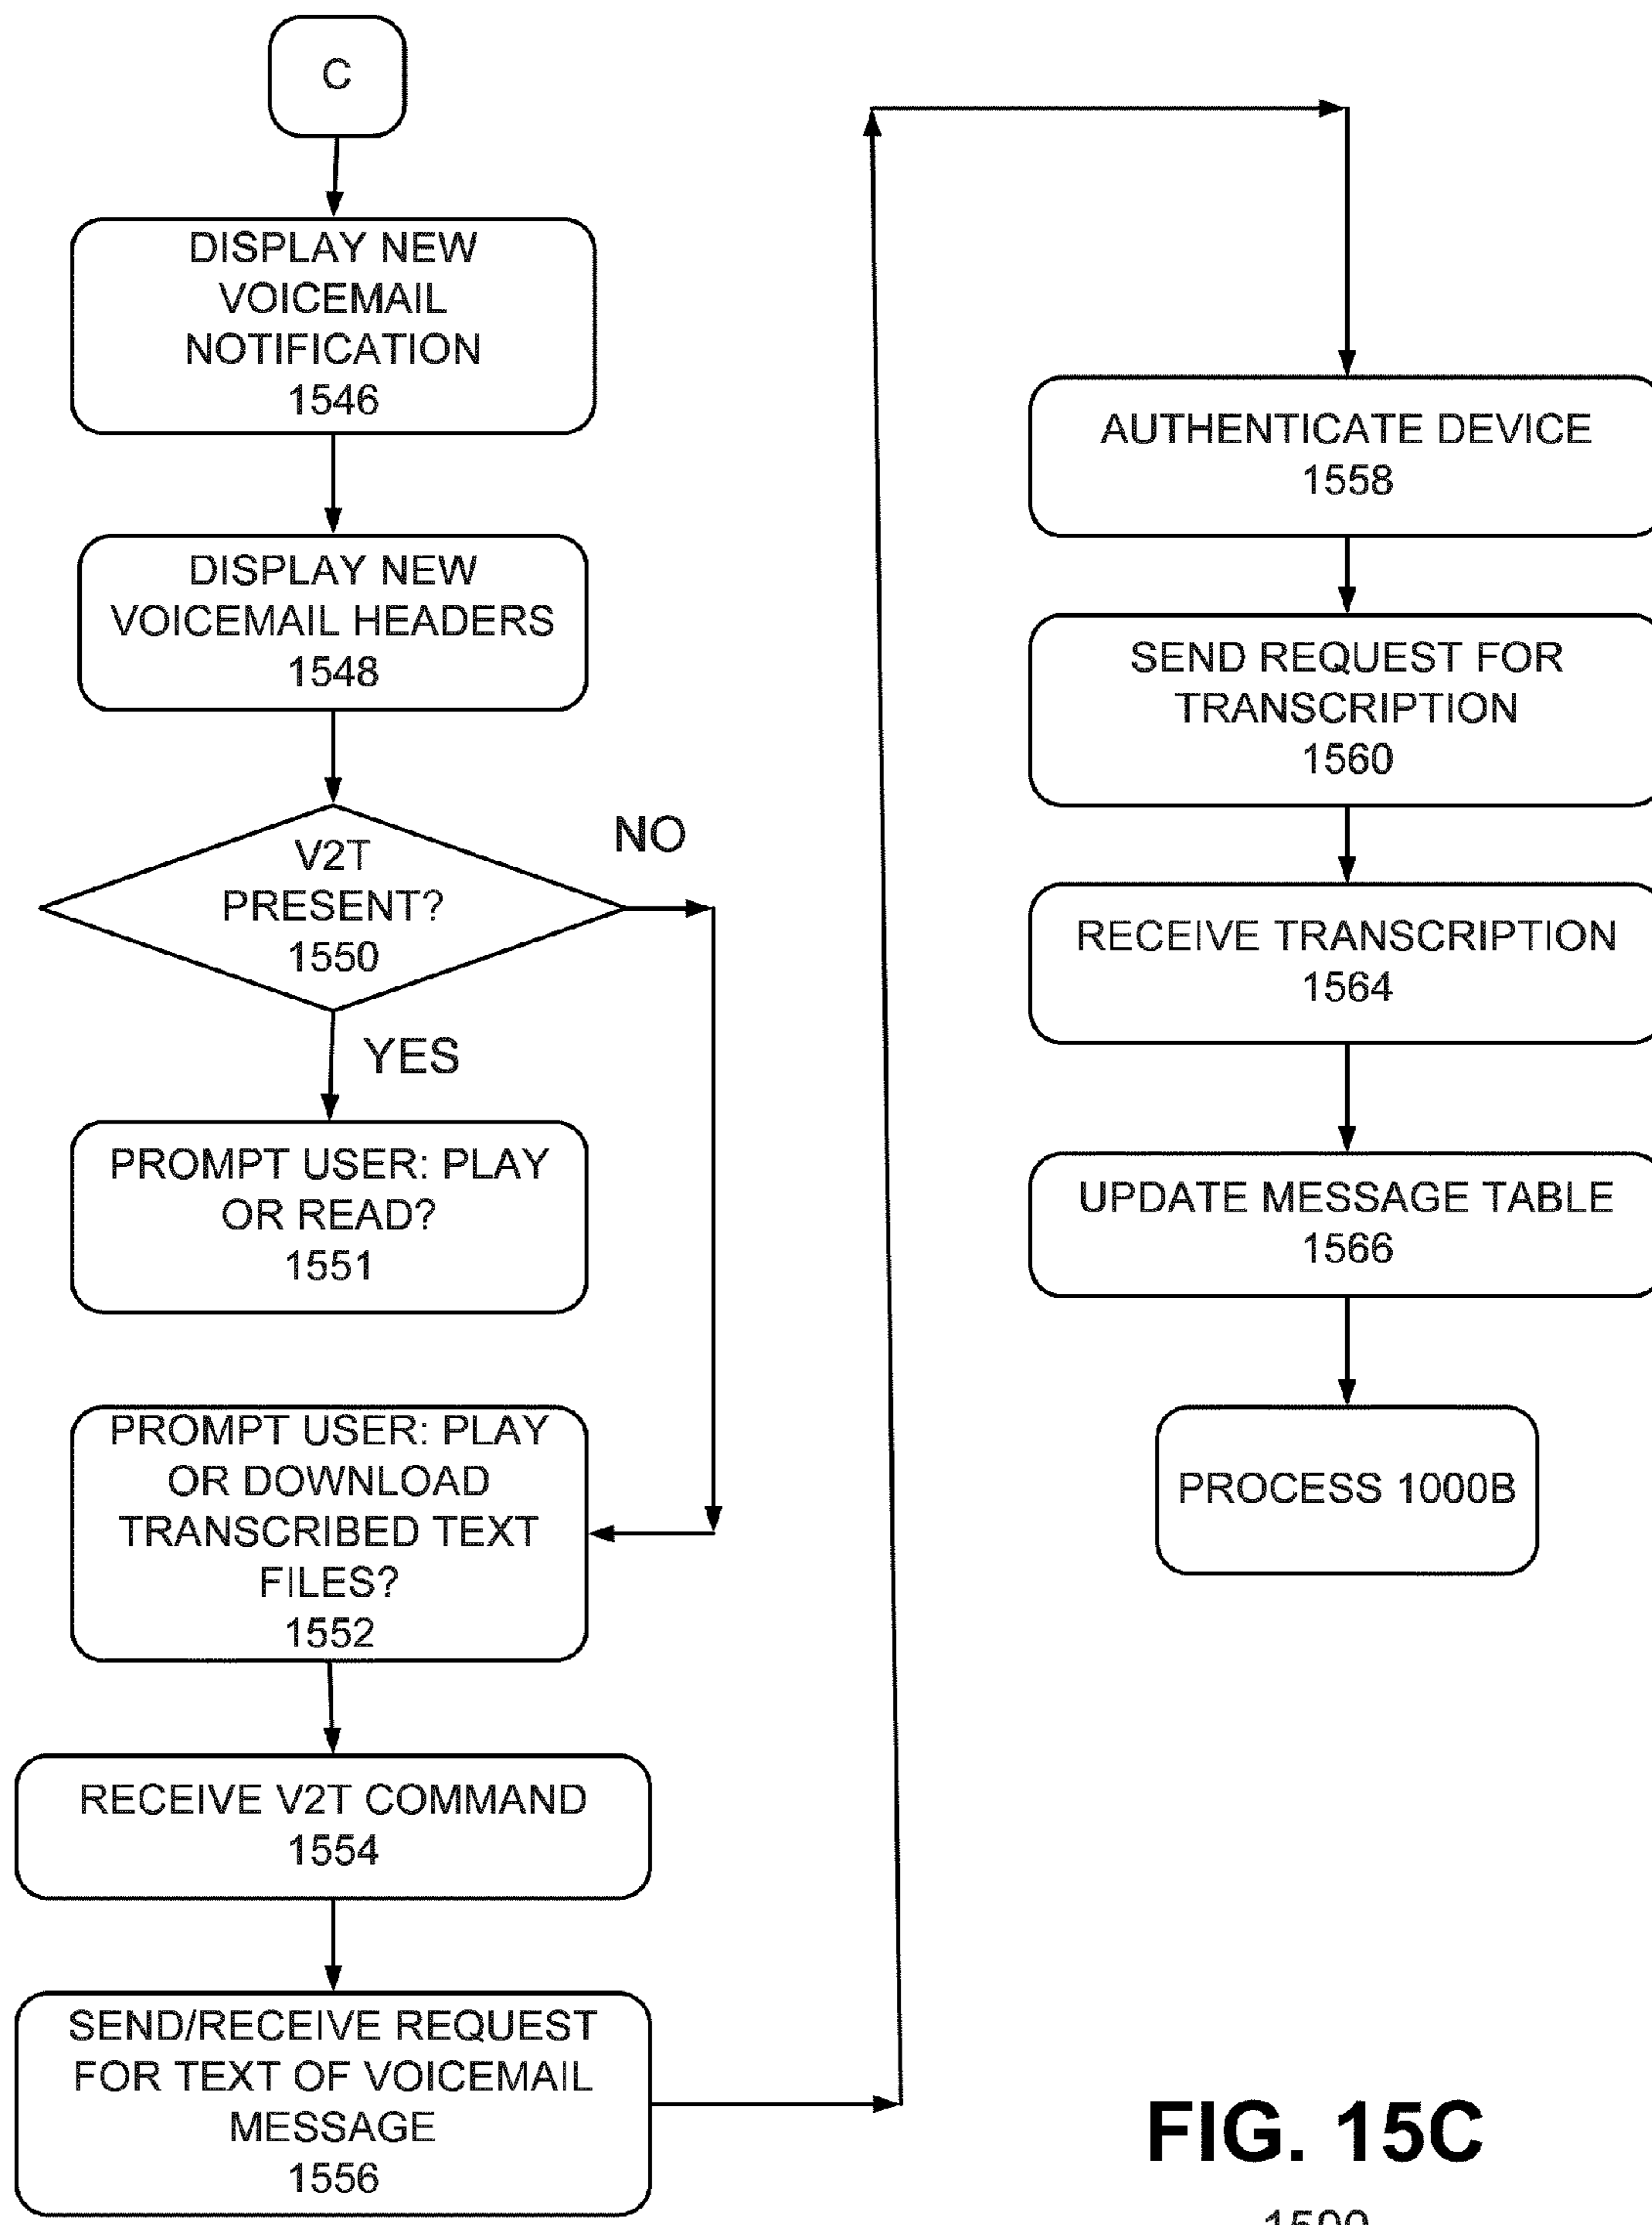 C
DISPLAY NEW
VOICEMAIL
NOTIFICATION
1546
DISPLAY NEW
VOICEMAIL HEADERS
1548
V2T
PRESENT?
1550
NO
YES
PROMPT USER: PLAY
OR READ?
1551
PROMPT USER: PLAY
OR DOWNLOAD
TRANSCRIBED TEXT
FILES?
1552
RECEIVE V2T COMMAND
1554
SEND/RECEIVE REQUEST
FOR TEXT OF VOICEMAIL
MESSAGE
1556
AUTHENTICATE DEVICE
1558
SEND REQUEST FOR
TRANSCRIPTION
1560
RECEIVE TRANSCRIPTION
1564
UPDATE MESSAGE TABLE
1566
PROCESS 1000B
FIG. 15C